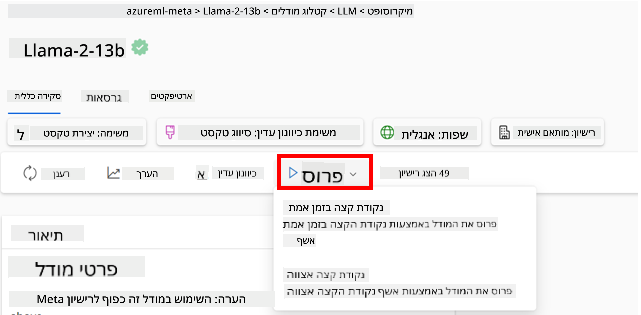 מיקרוסופט > LLM > קטלוג מודלים > azureml-meta > Llama-2-13b
Llama-2-13b
סקירה כללית
גרסאות
ארטיפקטים
ל משימה: יצירת טקסט
משימת כיוונון עדין: סיווג טקסט
שפות: אנגלית
רישיון: מותאם אישית
רענן
הערך
א כיוונון עדין
פרוס
49 הצג רישיון
נקודת קצה בזמן אמת
פרוס את המודל באמצעות נקודת הקצה בזמן אמת
אשף
נקודת קצה אצווה
פרוס את המודל באמצעות אשף נקודת הקצה אצווה
תיאור
פרטי מודל
הערה: השימוש במודל זה כפוף לרישיון Meta
above